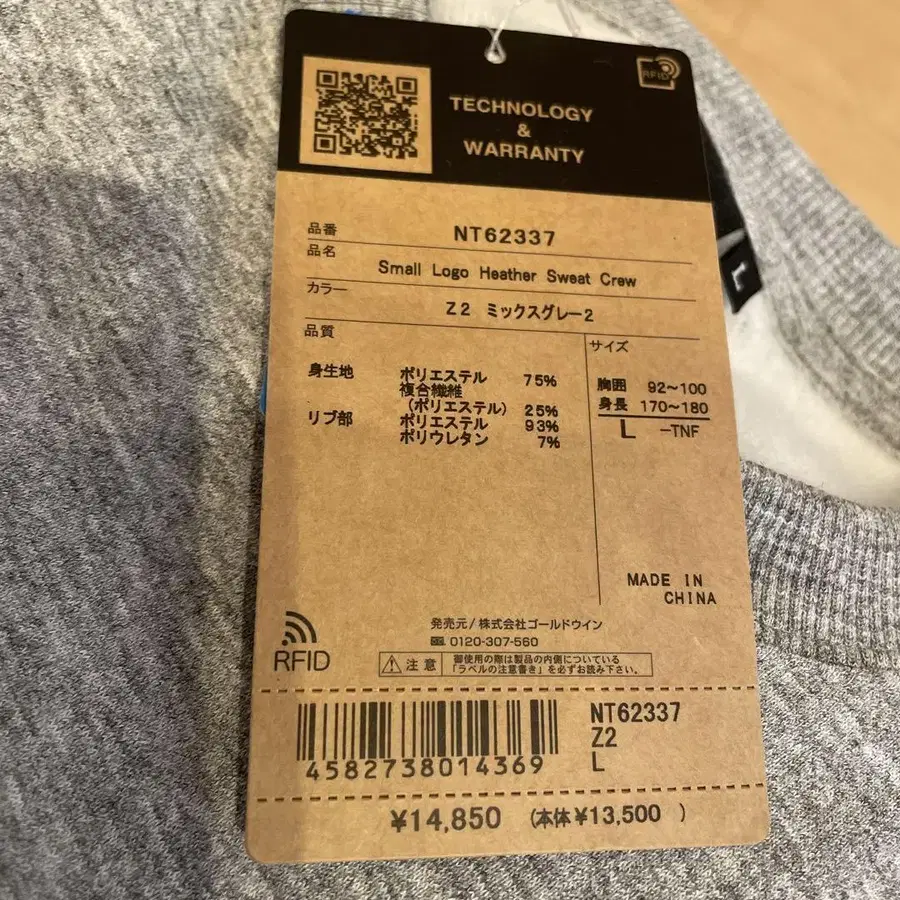 RFID
TECHNOLOGY
&
WARRANTY
品番 NT62337
品名 Small Logo Heather Sweat Crew
カラー Z2 ミックスグレー2
品質
身生地 ポリエステル 75%
複合繊維
(ポリエステル) 25%
リブ部 ポリエステル 93%
ポリウレタン 7%
サイズ
胸囲 92～100
身長 170～180
L -TNF
MADE IN
CHINA
発売元/株式会社ゴールドウイン
0120-307-560
RFID
注意 御使用の際は製品の内側についている
「ラベルの注意書き」を必ずお読み下さい。
4582738014369
NT62337
Z2
L
¥14,850 (本体¥13,500 )
L